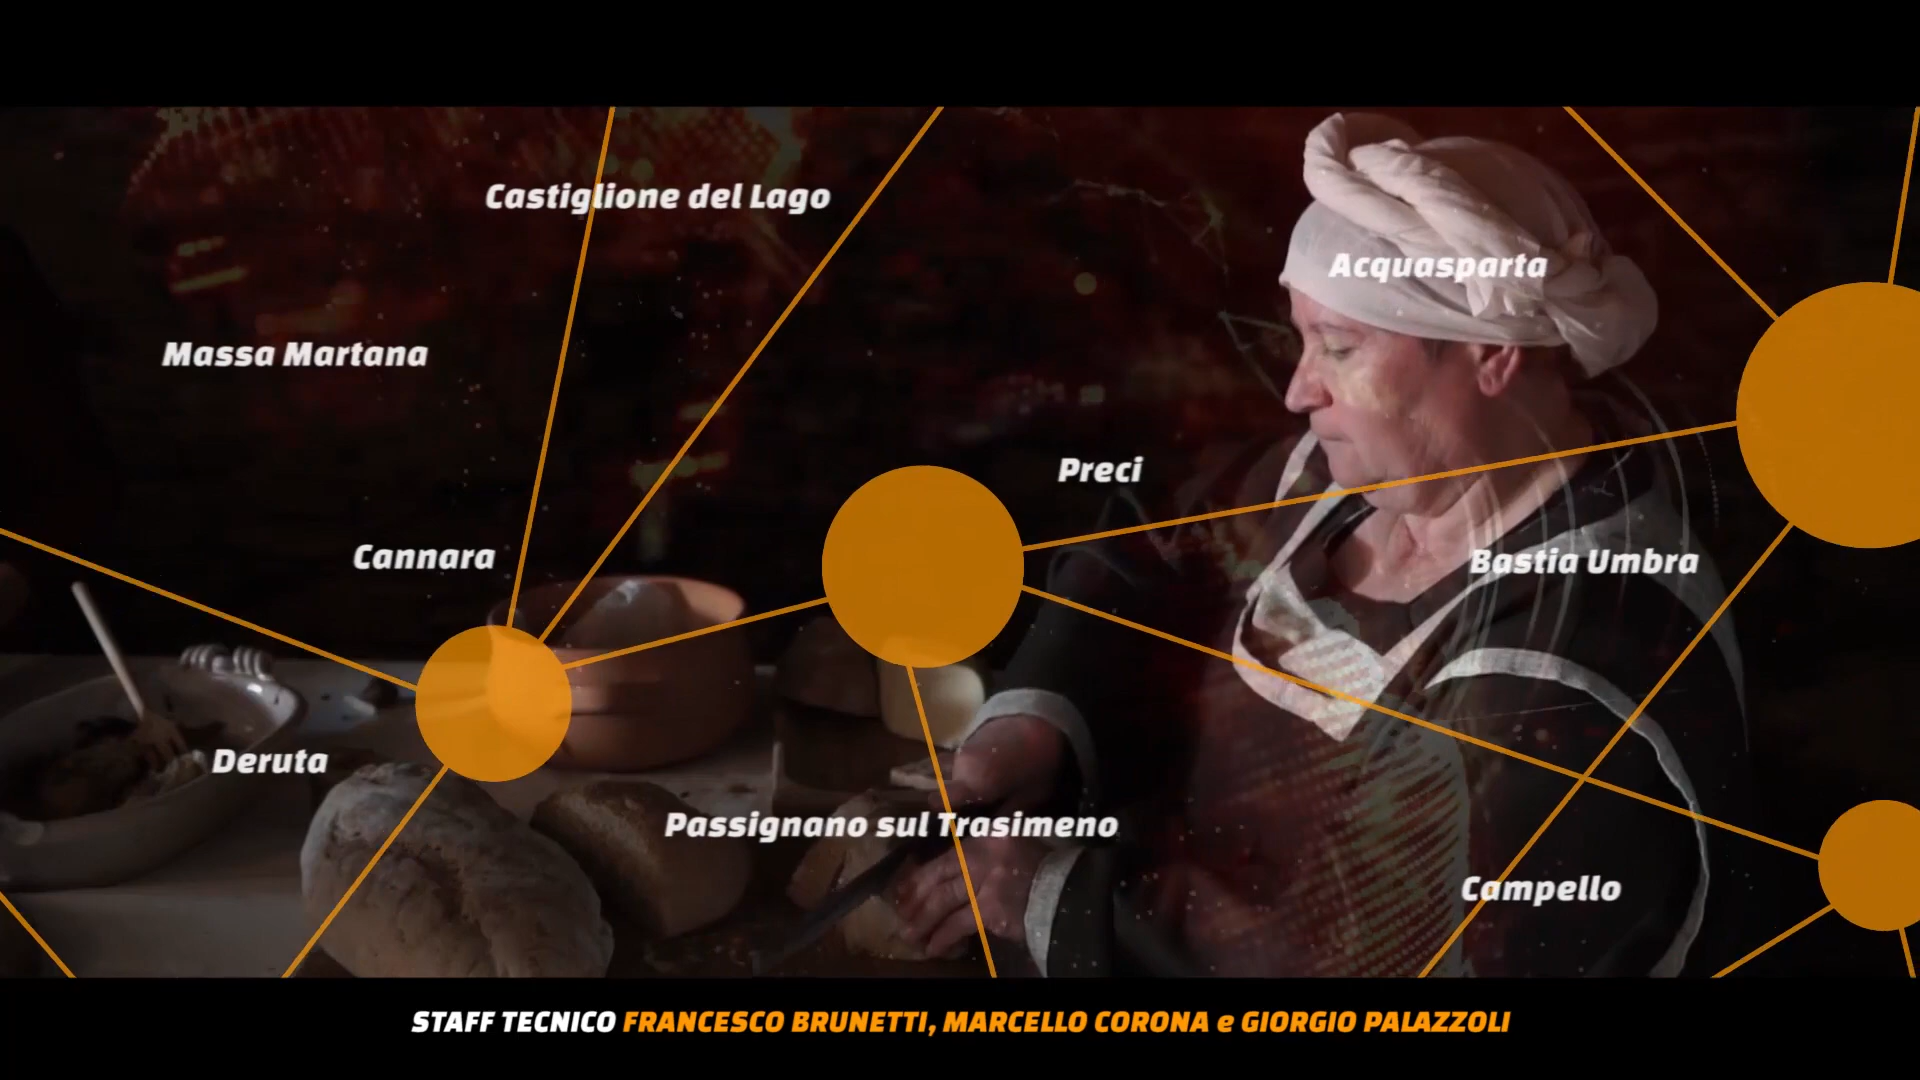 Castiglione del Lago
Acquasparta
Massa Martana
Preci
Cannara
Bastia Umbra
Deruta
Passignano sul Trasimeno
Campello
STAFF TECNICO FRANCESCO BRUNETTI, MARCELLO CORONA e GIORGIO PALAZZOLI